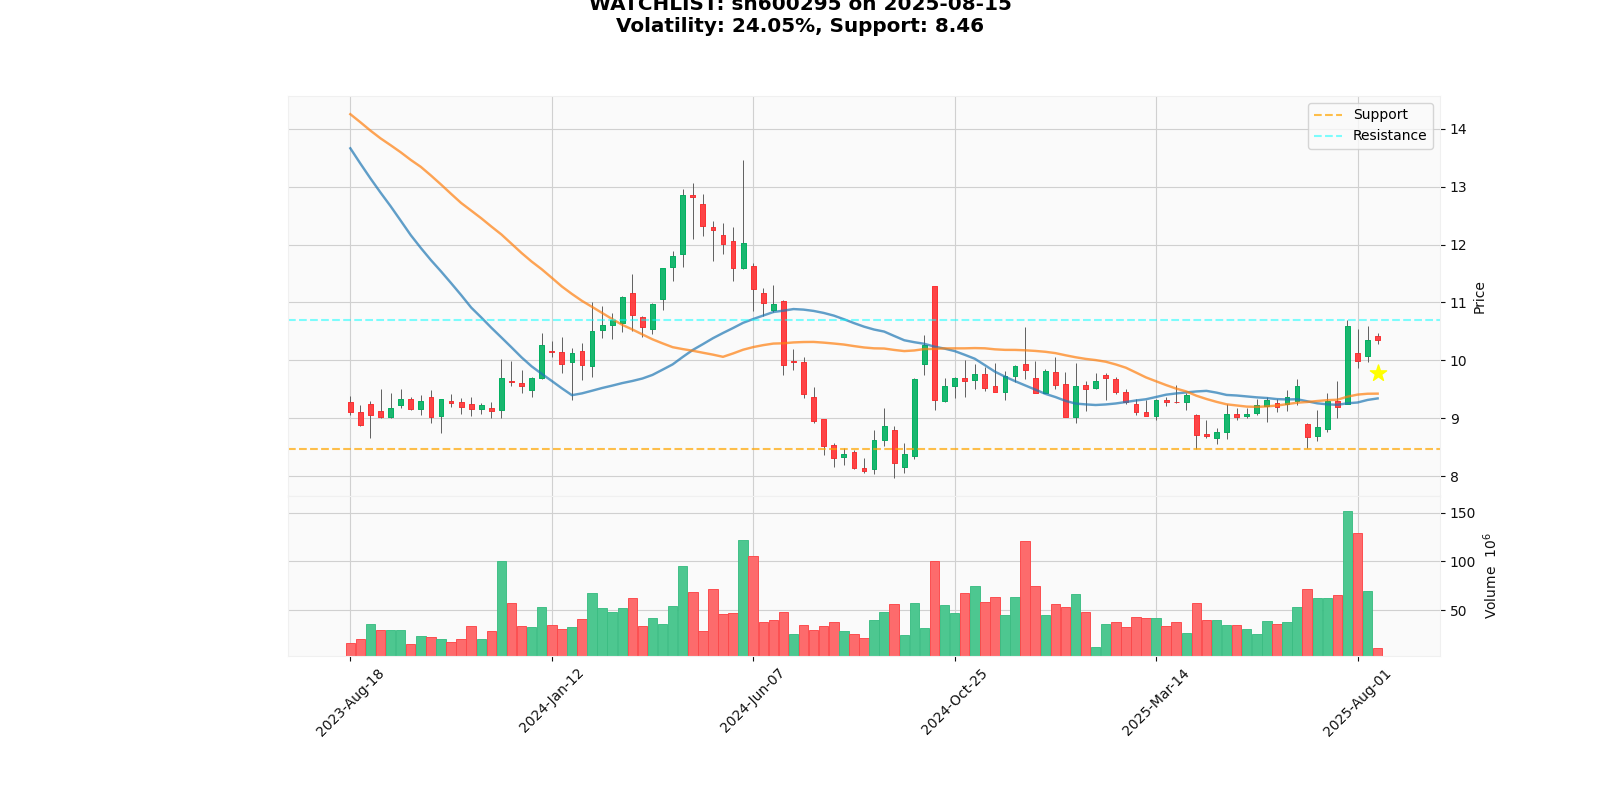 WATCHLIST: sh600295 on 2025-08-15
Volatility: 24.05%, Support: 8.46
Support
Resistance
14
13
12
11
10
9
8
Price
150
100
50
Volume 10⁶
2023-Aug-18
2024-Jan-12
2024-Jun-07
2024-Oct-25
2025-Mar-14
2025-Aug-01